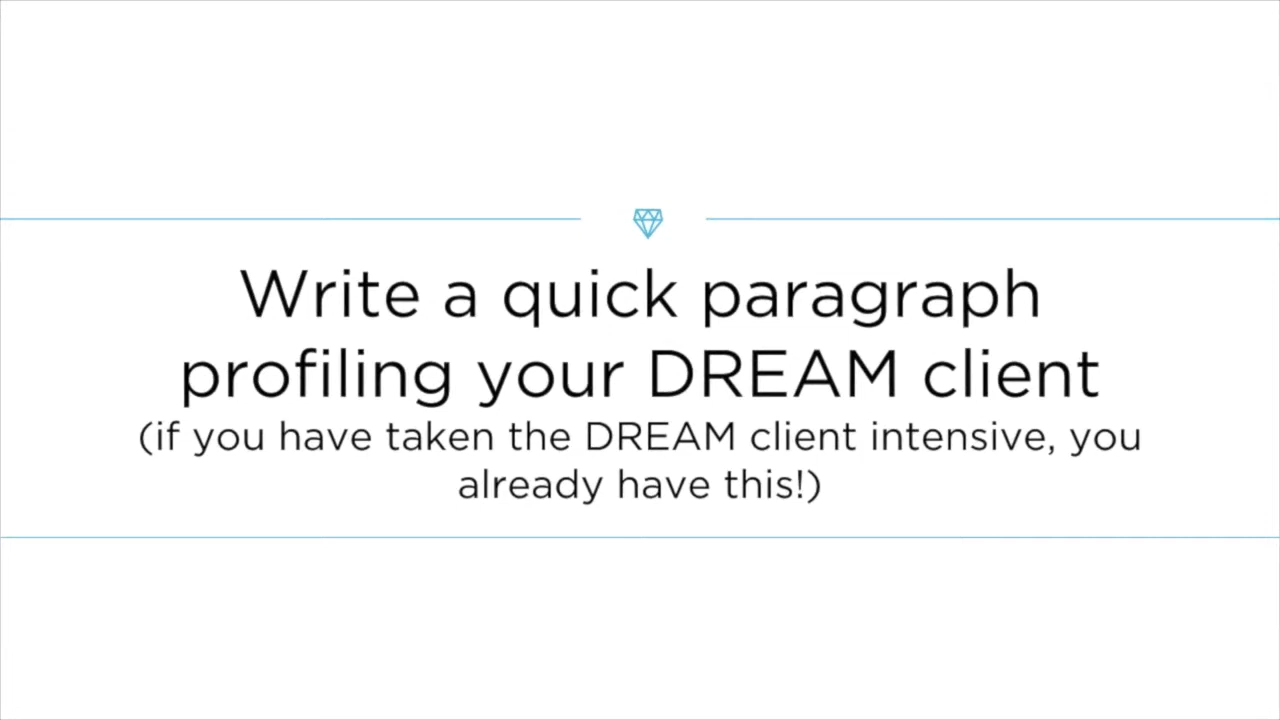 Write a quick paragraph
profiling your DREAM client
(if you have taken the DREAM client intensive, you
already have this!)